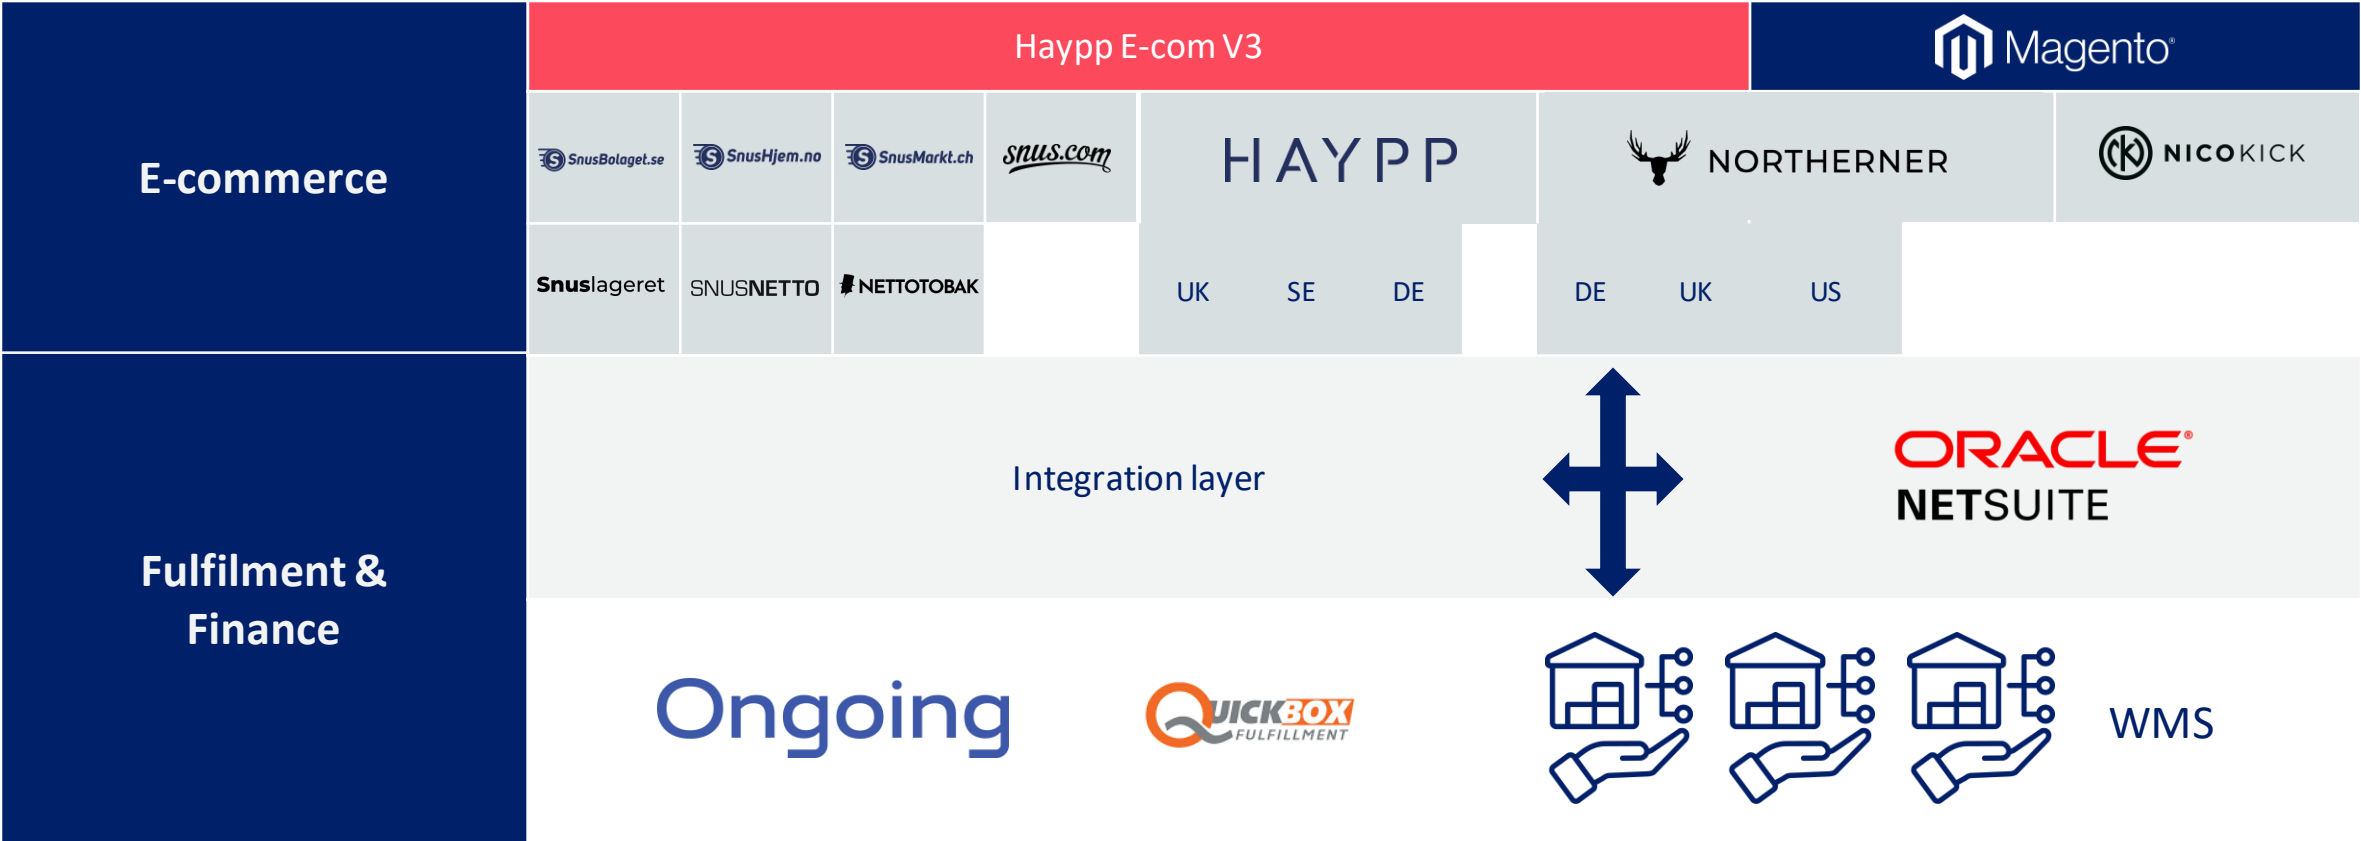 Haypp E-com V3
Magento®
E-commerce
S SnusBolaget.se
S SnusHjem.no
S SnusMarkt.ch
snus.com
HAYPP
NORTHERNER
NK NICOKICK
Snuslageret
SNUSNETTO
NETTOTOBAK
UK SE DE
DE UK US
Fulfilment &
Finance
Integration layer
ORACLE®
NETSUITE
Ongoing
QUICKBOX
FULFILLMENT
WMS